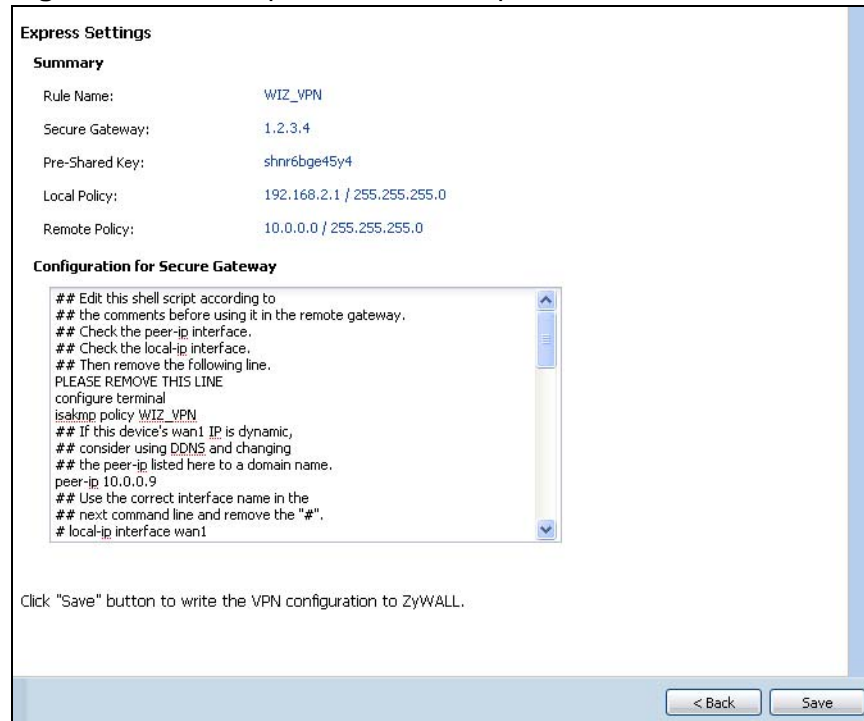 Express Settings
Summary
Rule Name: WIZ_VPN
Secure Gateway: 1.2.3.4
Pre-Shared Key: shnr6bge45y4
Local Policy: 192.168.2.1 / 255.255.255.0
Remote Policy: 10.0.0.0 / 255.255.255.0
Configuration for Secure Gateway
## Edit this shell script according to
## the comments before using it in the remote gateway.
## Check the peer-ip interface.
## Check the local-ip interface.
## Then remove the following line.
PLEASE REMOVE THIS LINE
configure terminal
isakmp policy WIZ_VPN
## If this device's wan1 IP is dynamic,
## consider using DDNS and changing
## the peer-ip listed here to a domain name.
peer-ip 10.0.0.9
## Use the correct interface name in the
## next command line and remove the "#".
# local-ip interface wan1
Click "Save" button to write the VPN configuration to ZyWALL.
< Back Save